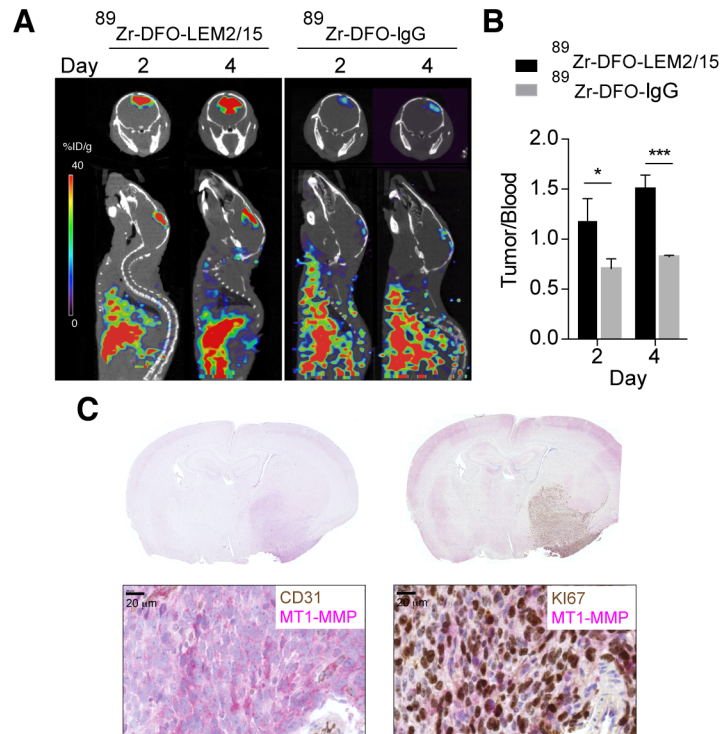 A
89Zr-DFO-LEM2/15
89Zr-DFO-IgG
Day 2 4 2 4
%ID/g
40
0
B
89Zr-DFO-LEM2/15
89Zr-DFO-IgG
Tumor/Blood
2.0
1.5
1.0
0.5
0.0
* ***
2 4
Day
C
20 µm
CD31
MT1-MMP
20 µm
KI67
MT1-MMP